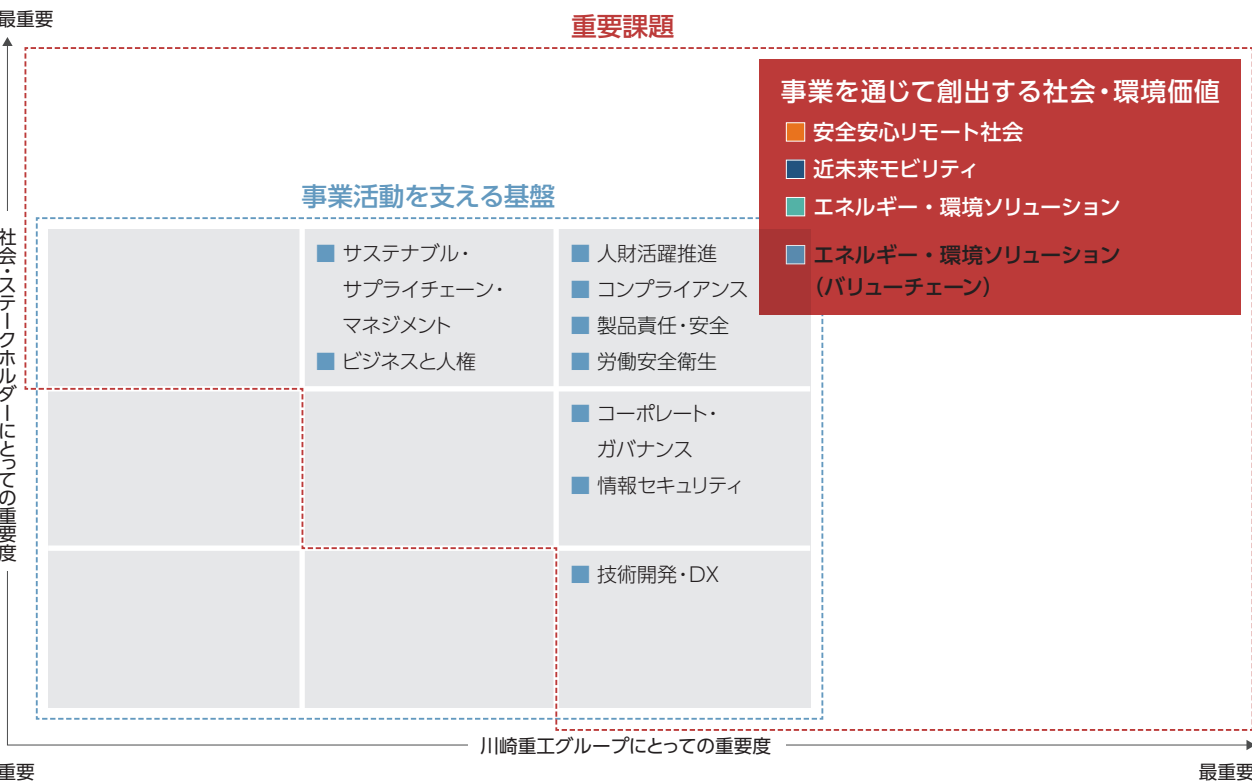 最重要
重要課題
事業を通じて創出する社会・環境価値
安全安心リモート社会
近未来モビリティ
エネルギー・環境ソリューション
エネルギー・環境ソリューション
(バリューチェーン)
事業活動を支える基盤
サステナブル・
サプライチェーン・
マネジメント
ビジネスと人権
人財活躍推進
コンプライアンス
製品責任・安全
労働安全衛生
コーポレート・
ガバナンス
情報セキュリティ
技術開発・DX
社会・ステークホルダーにとっての重要度
川崎重工グループにとっての重要度
重要
最重要